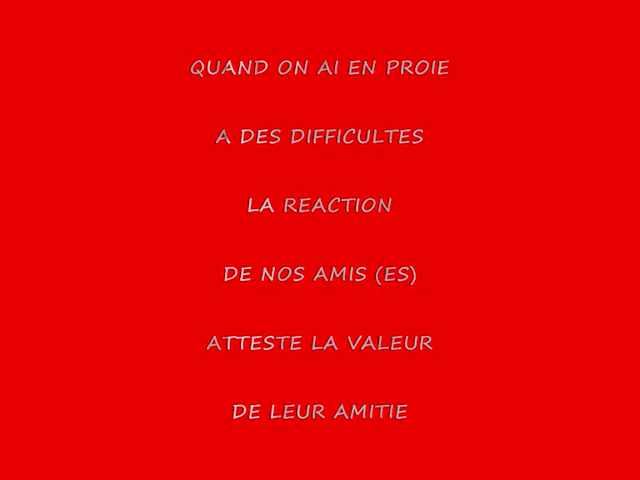 QUAND ON AI EN PROIE
A DES DIFFICULTES
LA REACTION
DE NOS AMIS (ES)
ATTESTE LA VALEUR
DE LEUR AMITIE